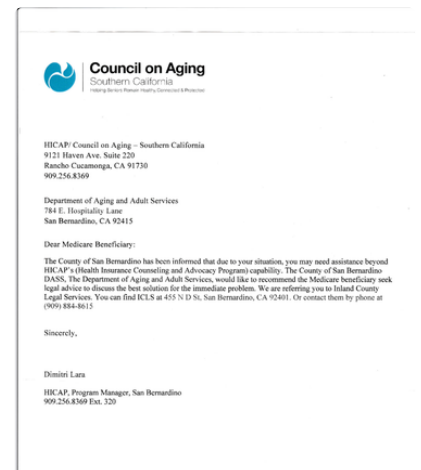 Council on Aging
Southern California
Helping Seniors Remain Healthy, Connected & Protected
HICAP/ Council on Aging – Southern California
9121 Haven Ave. Suite 220
Rancho Cucamonga, CA 91730
909.256.8369
Department of Aging and Adult Services
784 E. Hospitality Lane
San Bernardino, CA 92415
Dear Medicare Beneficiary:
The County of San Bernardino has been informed that due to your situation, you may need assistance beyond
HICAP's (Health Insurance Counseling and Advocacy Program) capability. The County of San Bernardino
DASS, The Department of Aging and Adult Services, would like to recommend the Medicare beneficiary seek
legal advice to discuss the best solution for the immediate problem. We are referring you to Inland County
Legal Services. You can find ICLS at 455 N D St, San Bernardino, CA 92401. Or contact them by phone at
(909) 884-8615
Sincerely,
Dimitri Lara
HICAP, Program Manager, San Bernardino
909.256.8369 Ext. 320